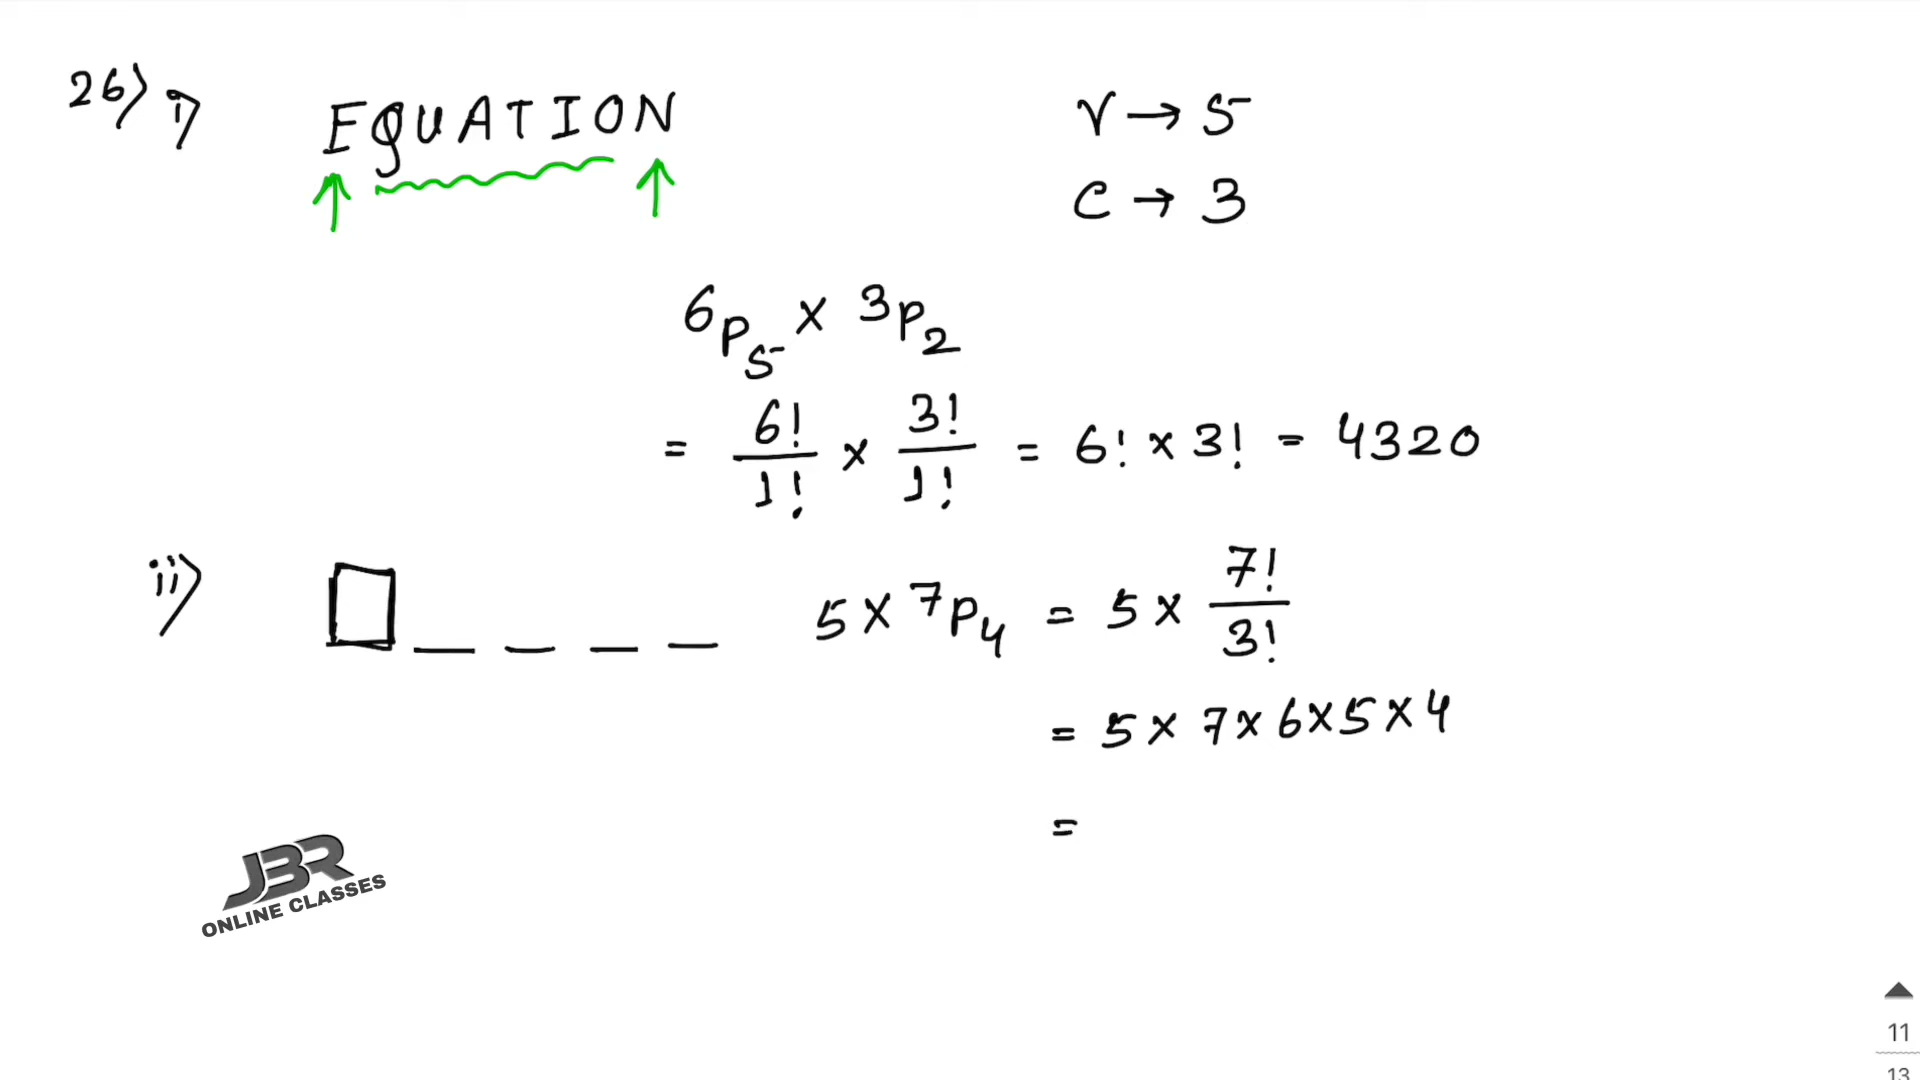 26) i) EQUATION V → 5
C → 3
6P5 × 3P2
= 6!/1! × 3!/1! = 6! × 3! = 4320
ii) □ _ _ _ _ 5 × 7P4 = 5 × 7!/3!
= 5 × 7 × 6 × 5 × 4
=
JBR
ONLINE CLASSES
11
13